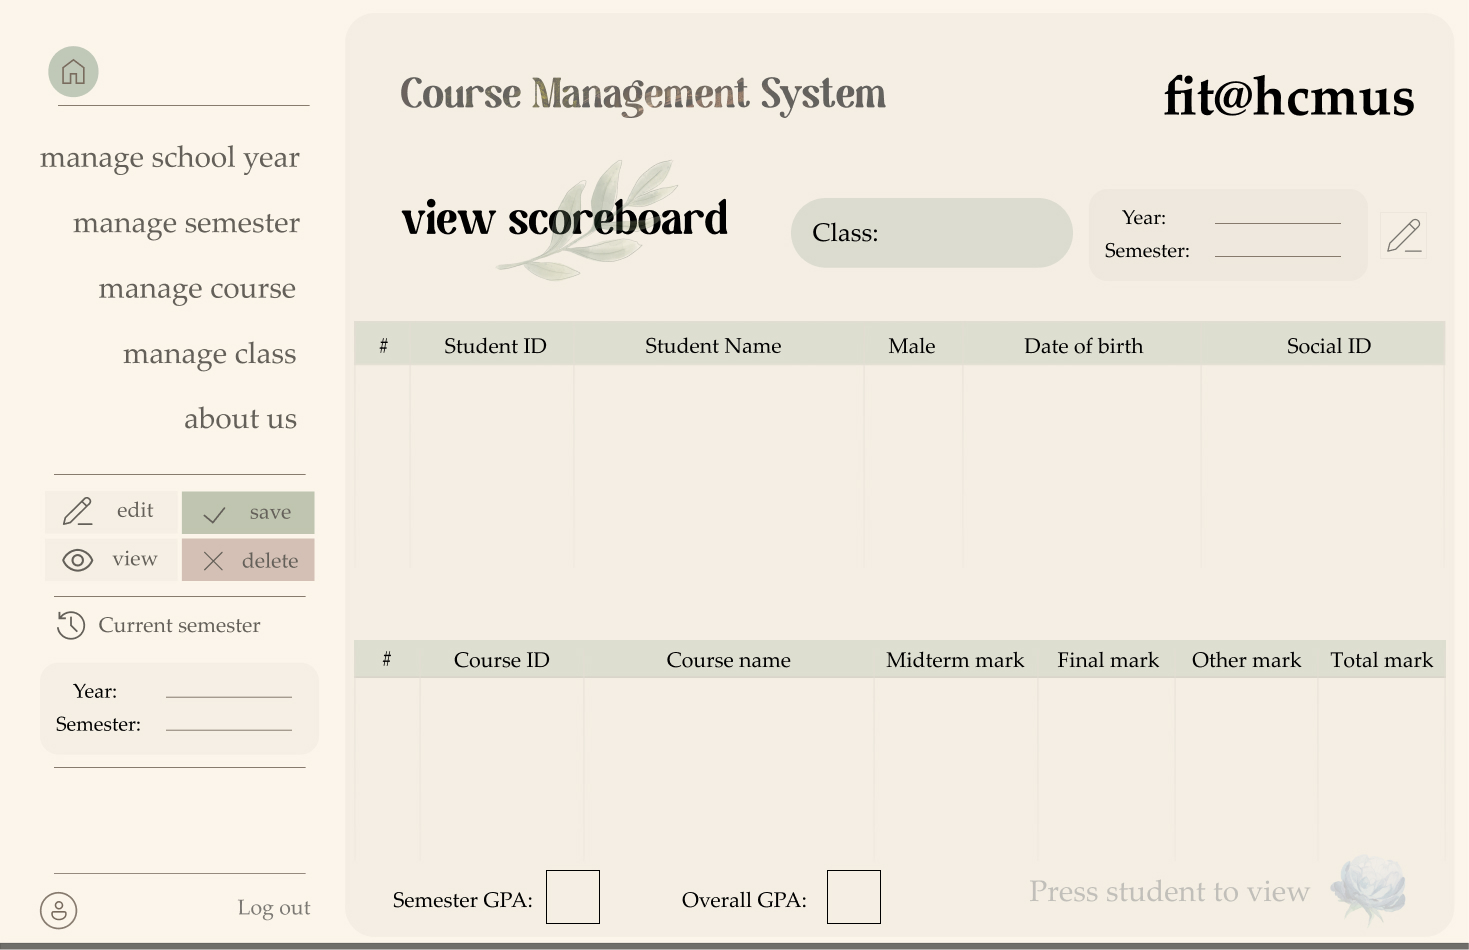 manage school year
manage semester
manage course
manage class
about us
edit
save
view
delete
Current semester
Year:
Semester:
Log out
Course Management System
fit@hcmus
view scoreboard
Class:
Year:
Semester:
# Student ID Student Name Male Date of birth Social ID
# Course ID Course name Midterm mark Final mark Other mark Total mark
Semester GPA:
Overall GPA:
Press student to view